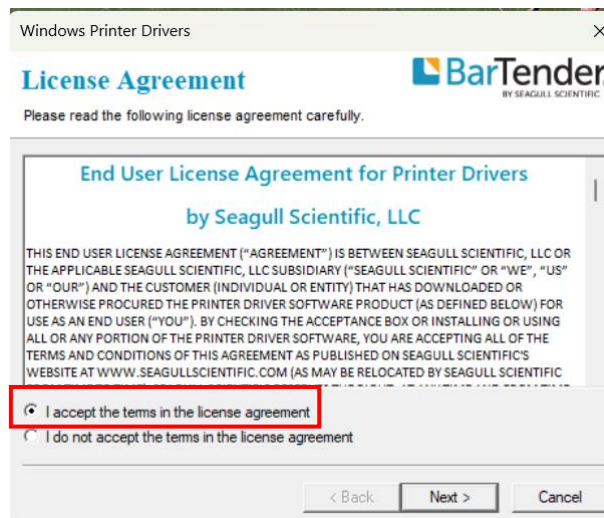 Windows Printer Drivers
License Agreement
BarTender
BY SEAGULL SCIENTIFIC
Please read the following license agreement carefully.
End User License Agreement for Printer Drivers
by Seagull Scientific, LLC
THIS END USER LICENSE AGREEMENT ("AGREEMENT") IS BETWEEN SEAGULL SCIENTIFIC, LLC OR
THE APPLICABLE SEAGULL SCIENTIFIC, LLC SUBSIDIARY ("SEAGULL SCIENTIFIC" OR "WE", "US"
OR "OUR") AND THE CUSTOMER (INDIVIDUAL OR ENTITY) THAT HAS DOWNLOADED OR
OTHERWISE PROCURED THE PRINTER DRIVER SOFTWARE PRODUCT (AS DEFINED BELOW) FOR
USE AS AN END USER ("YOU"). BY CHECKING THE ACCEPTANCE BOX OR INSTALLING OR USING
ALL OR ANY PORTION OF THE PRINTER DRIVER SOFTWARE, YOU ARE ACCEPTING ALL OF THE
TERMS AND CONDITIONS OF THIS AGREEMENT AS PUBLISHED ON SEAGULL SCIENTIFIC'S
WEBSITE AT WWW.SEAGULLSCIENTIFIC.COM (AS MAY BE RELOCATED BY SEAGULL SCIENTIFIC
I accept the terms in the license agreement
I do not accept the terms in the license agreement
< Back
Next >
Cancel